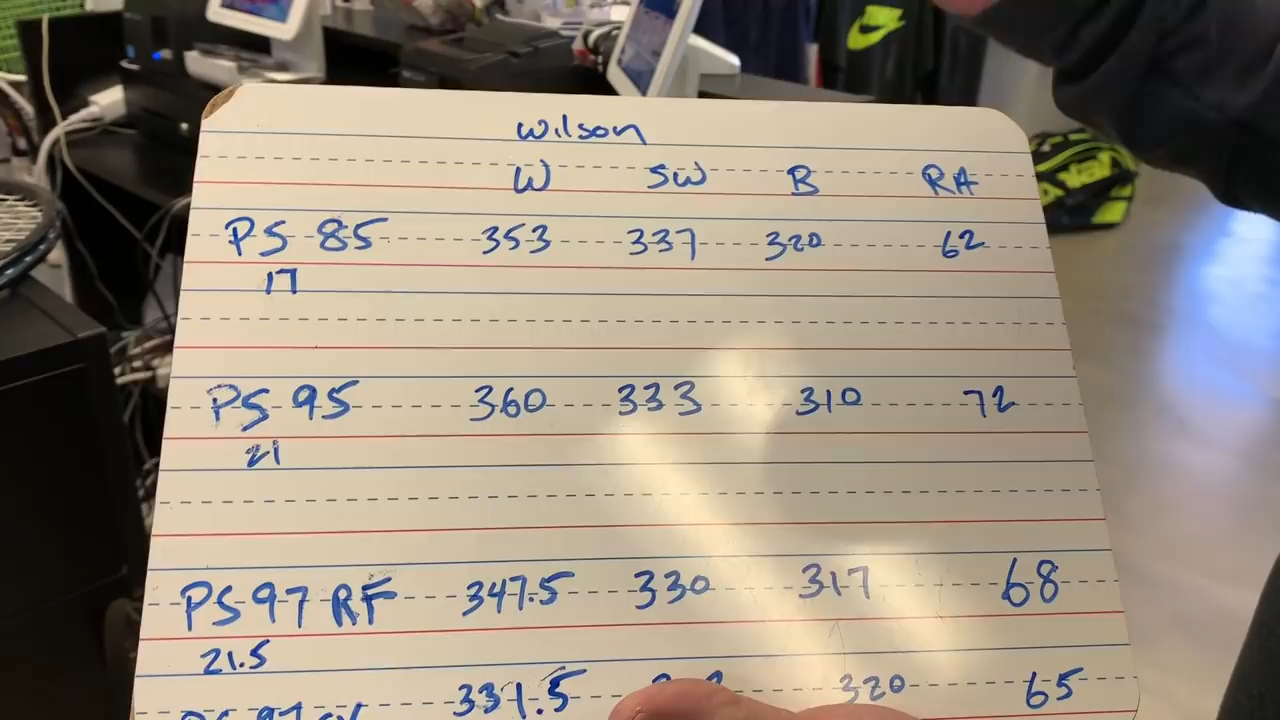 Wilson
W SW B RA
PS 85 353 337 320 62
17
PS 95 360 333 310 72
21
PS 97 RF 347.5 330 317 68
21.5
331.5 320 65